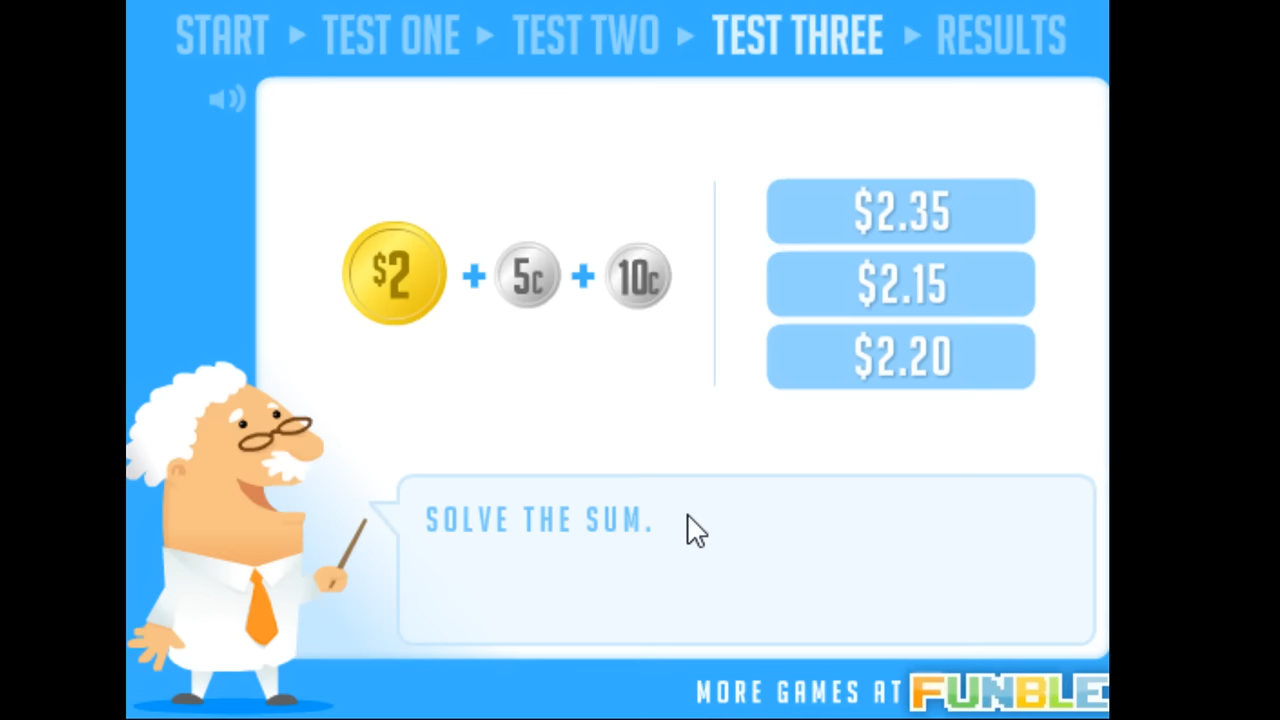 START ▶ TEST ONE ▶ TEST TWO ▶ TEST THREE ▶ RESULTS
$2 + 5c + 10c
$2.35
$2.15
$2.20
SOLVE THE SUM.
MORE GAMES AT FUNBLE